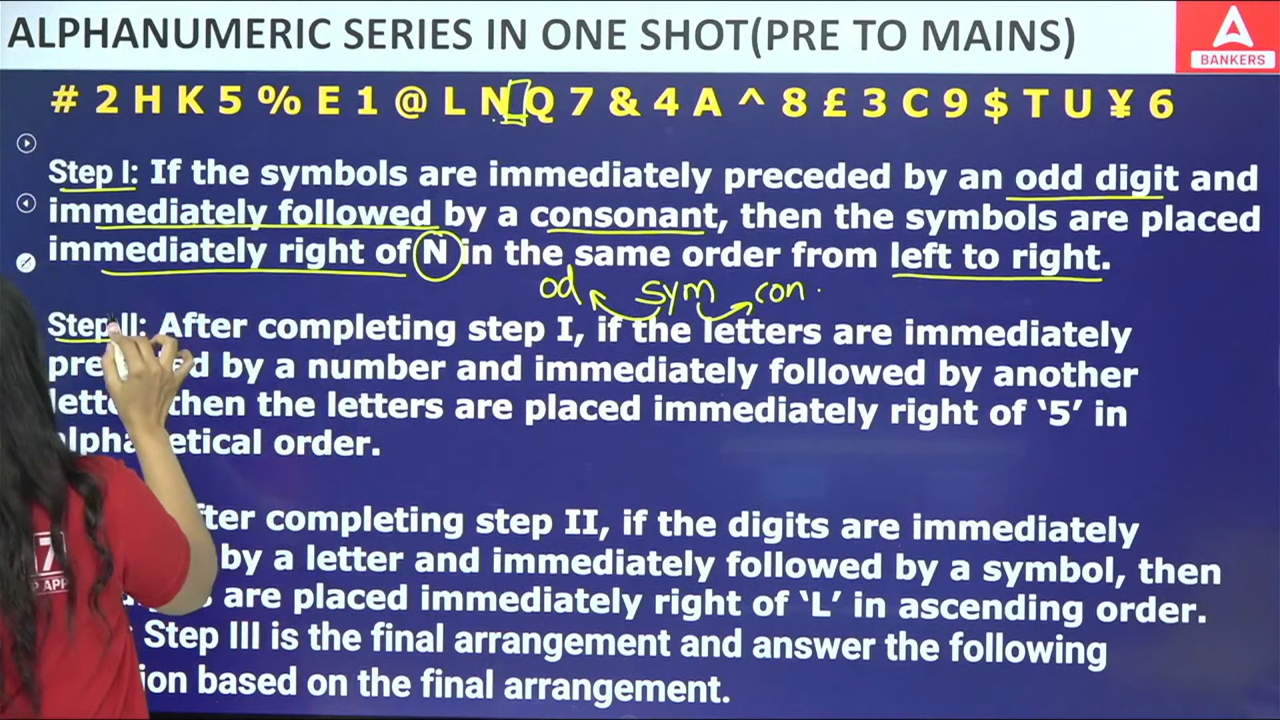 ALPHANUMERIC SERIES IN ONE SHOT(PRE TO MAINS)
A
BANKERS
# 2 H K 5 % E 1 @ L N Q 7 & 4 A ^ 8 £ 3 C 9 $ T U ¥ 6
Step I: If the symbols are immediately preceded by an odd digit and
immediately followed by a consonant, then the symbols are placed
immediately right of N in the same order from left to right.
od sym con.
Step II: After completing step I, if the letters are immediately
by a number and immediately followed by another
then the letters are placed immediately right of ‘5’ in
order.
completing step II, if the digits are immediately
by a letter and immediately followed by a symbol, then
are placed immediately right of ‘L’ in ascending order.
Step III is the final arrangement and answer the following
based on the final arrangement.
7
APP